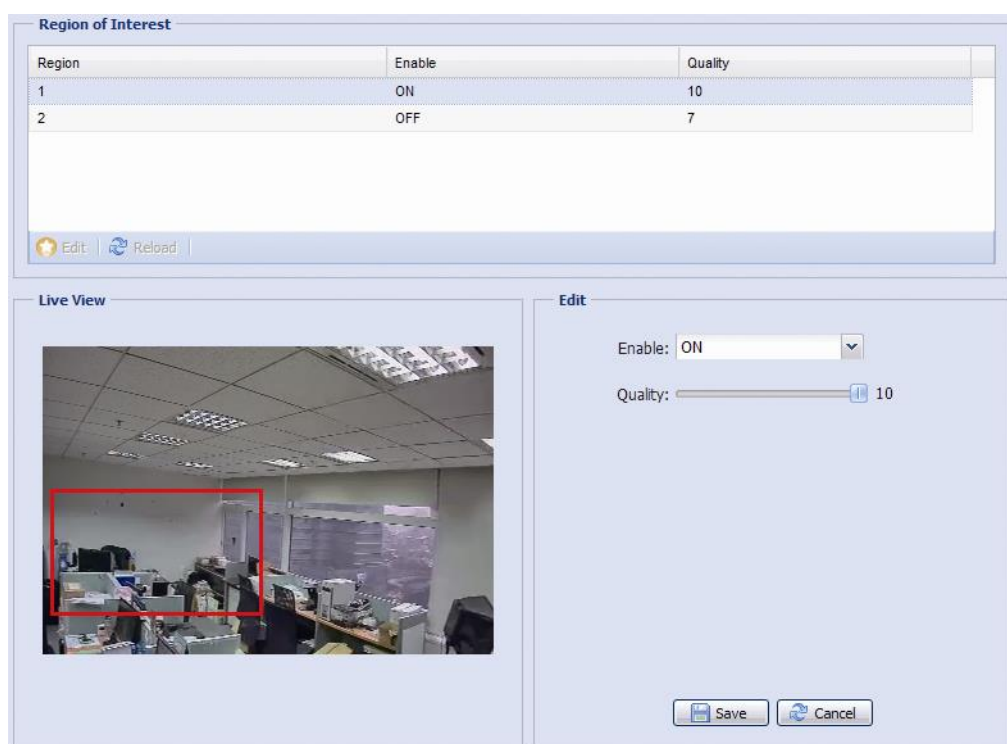 Region of Interest
Region Enable Quality
1 ON 10
2 OFF 7
Edit Reload
Live View
Edit
Enable: ON
Quality: 10
Save Cancel